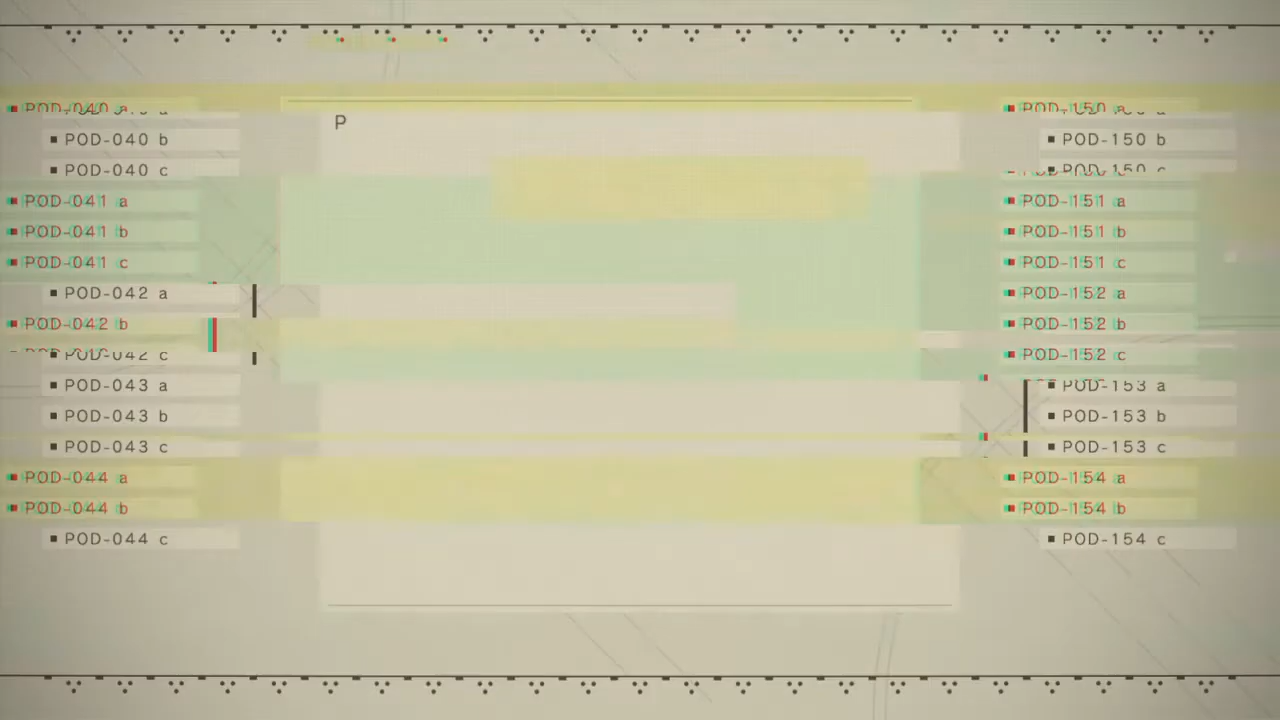 POD-040 a
POD-040 b
POD-040 c
POD-041 a
POD-041 b
POD-041 c
POD-042 a
POD-042 b
POD-042 c
POD-043 a
POD-043 b
POD-043 c
POD-044 a
POD-044 b
POD-044 c
P
POD-150 a
POD-150 b
POD-150 c
POD-151 a
POD-151 b
POD-151 c
POD-152 a
POD-152 b
POD-152 c
POD-153 a
POD-153 b
POD-153 c
POD-154 a
POD-154 b
POD-154 c